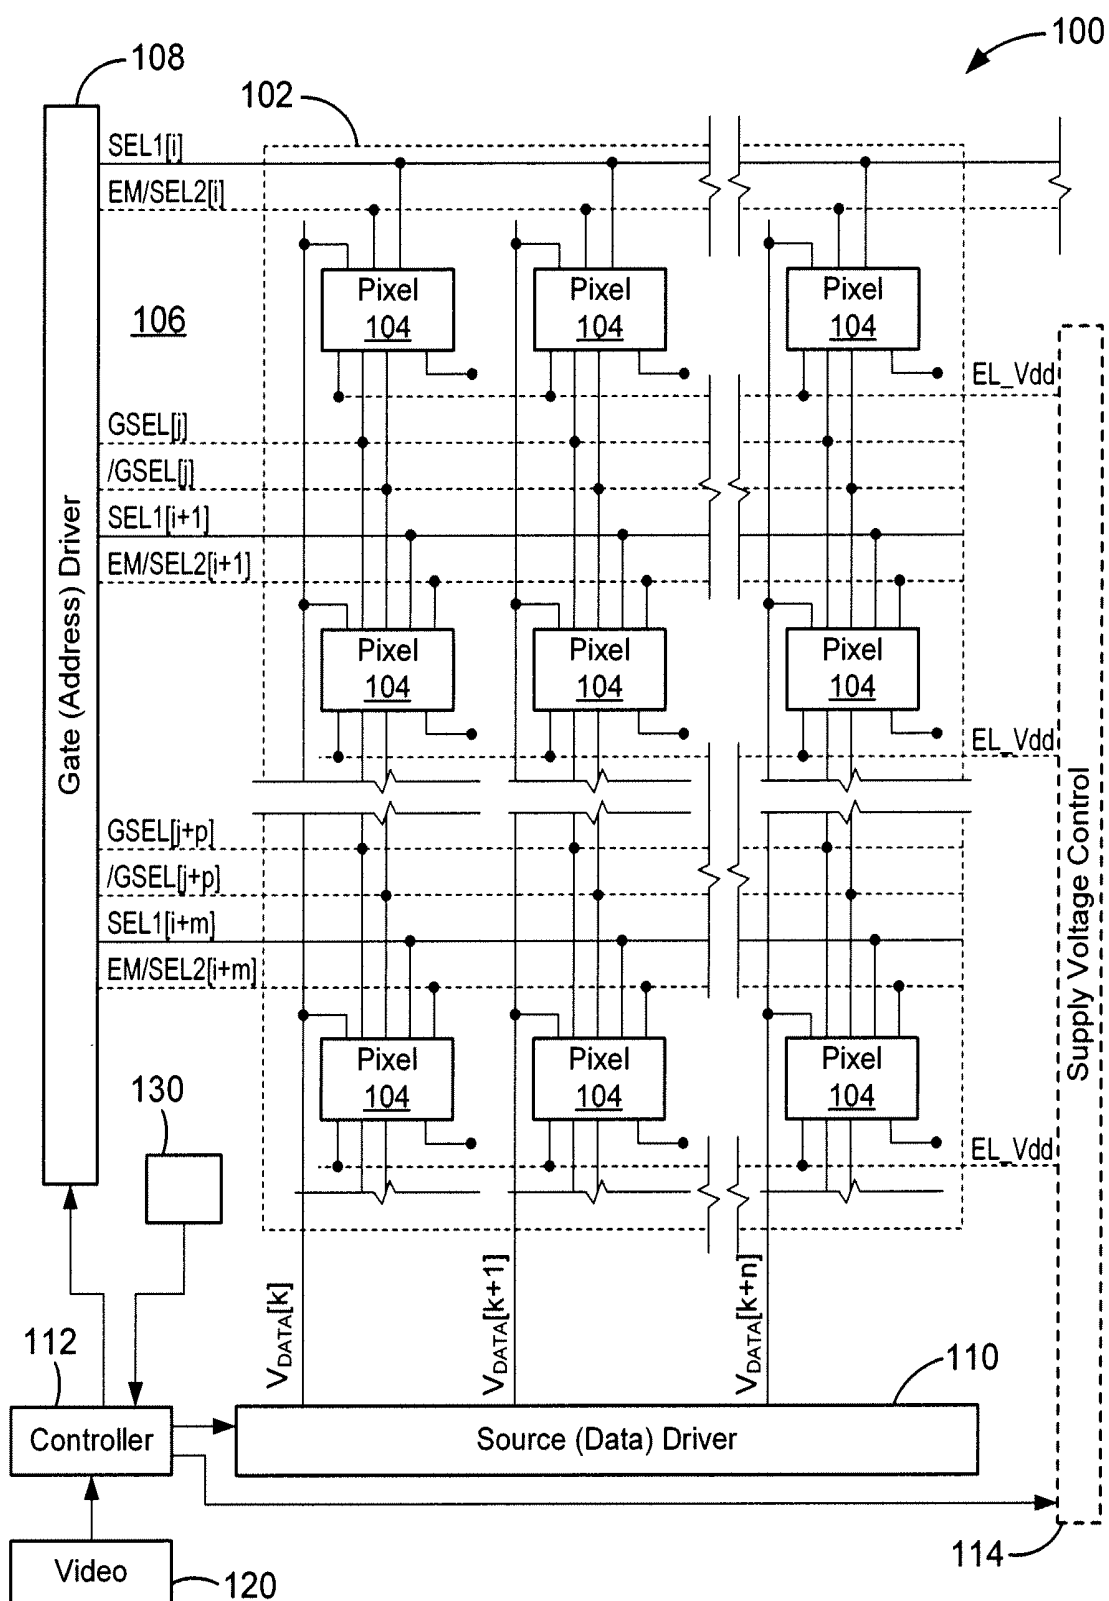 100
108
102
SEL1[i]
EM/SEL2[i]
Pixel
104
Pixel
104
Pixel
104
106
EL_Vdd
GSEL[j]
/GSEL[j]
SEL1[i+1]
EM/SEL2[i+1]
Gate (Address) Driver
Pixel
104
Pixel
104
Pixel
104
EL_Vdd
GSEL[j+p]
/GSEL[j+p]
SEL1[i+m]
EM/SEL2[i+m]
Supply Voltage Control
Pixel
104
Pixel
104
Pixel
104
130
EL_Vdd
VDATA[k]
VDATA[k+1]
VDATA[k+n]
112
110
Controller
Source (Data) Driver
114
Video
120